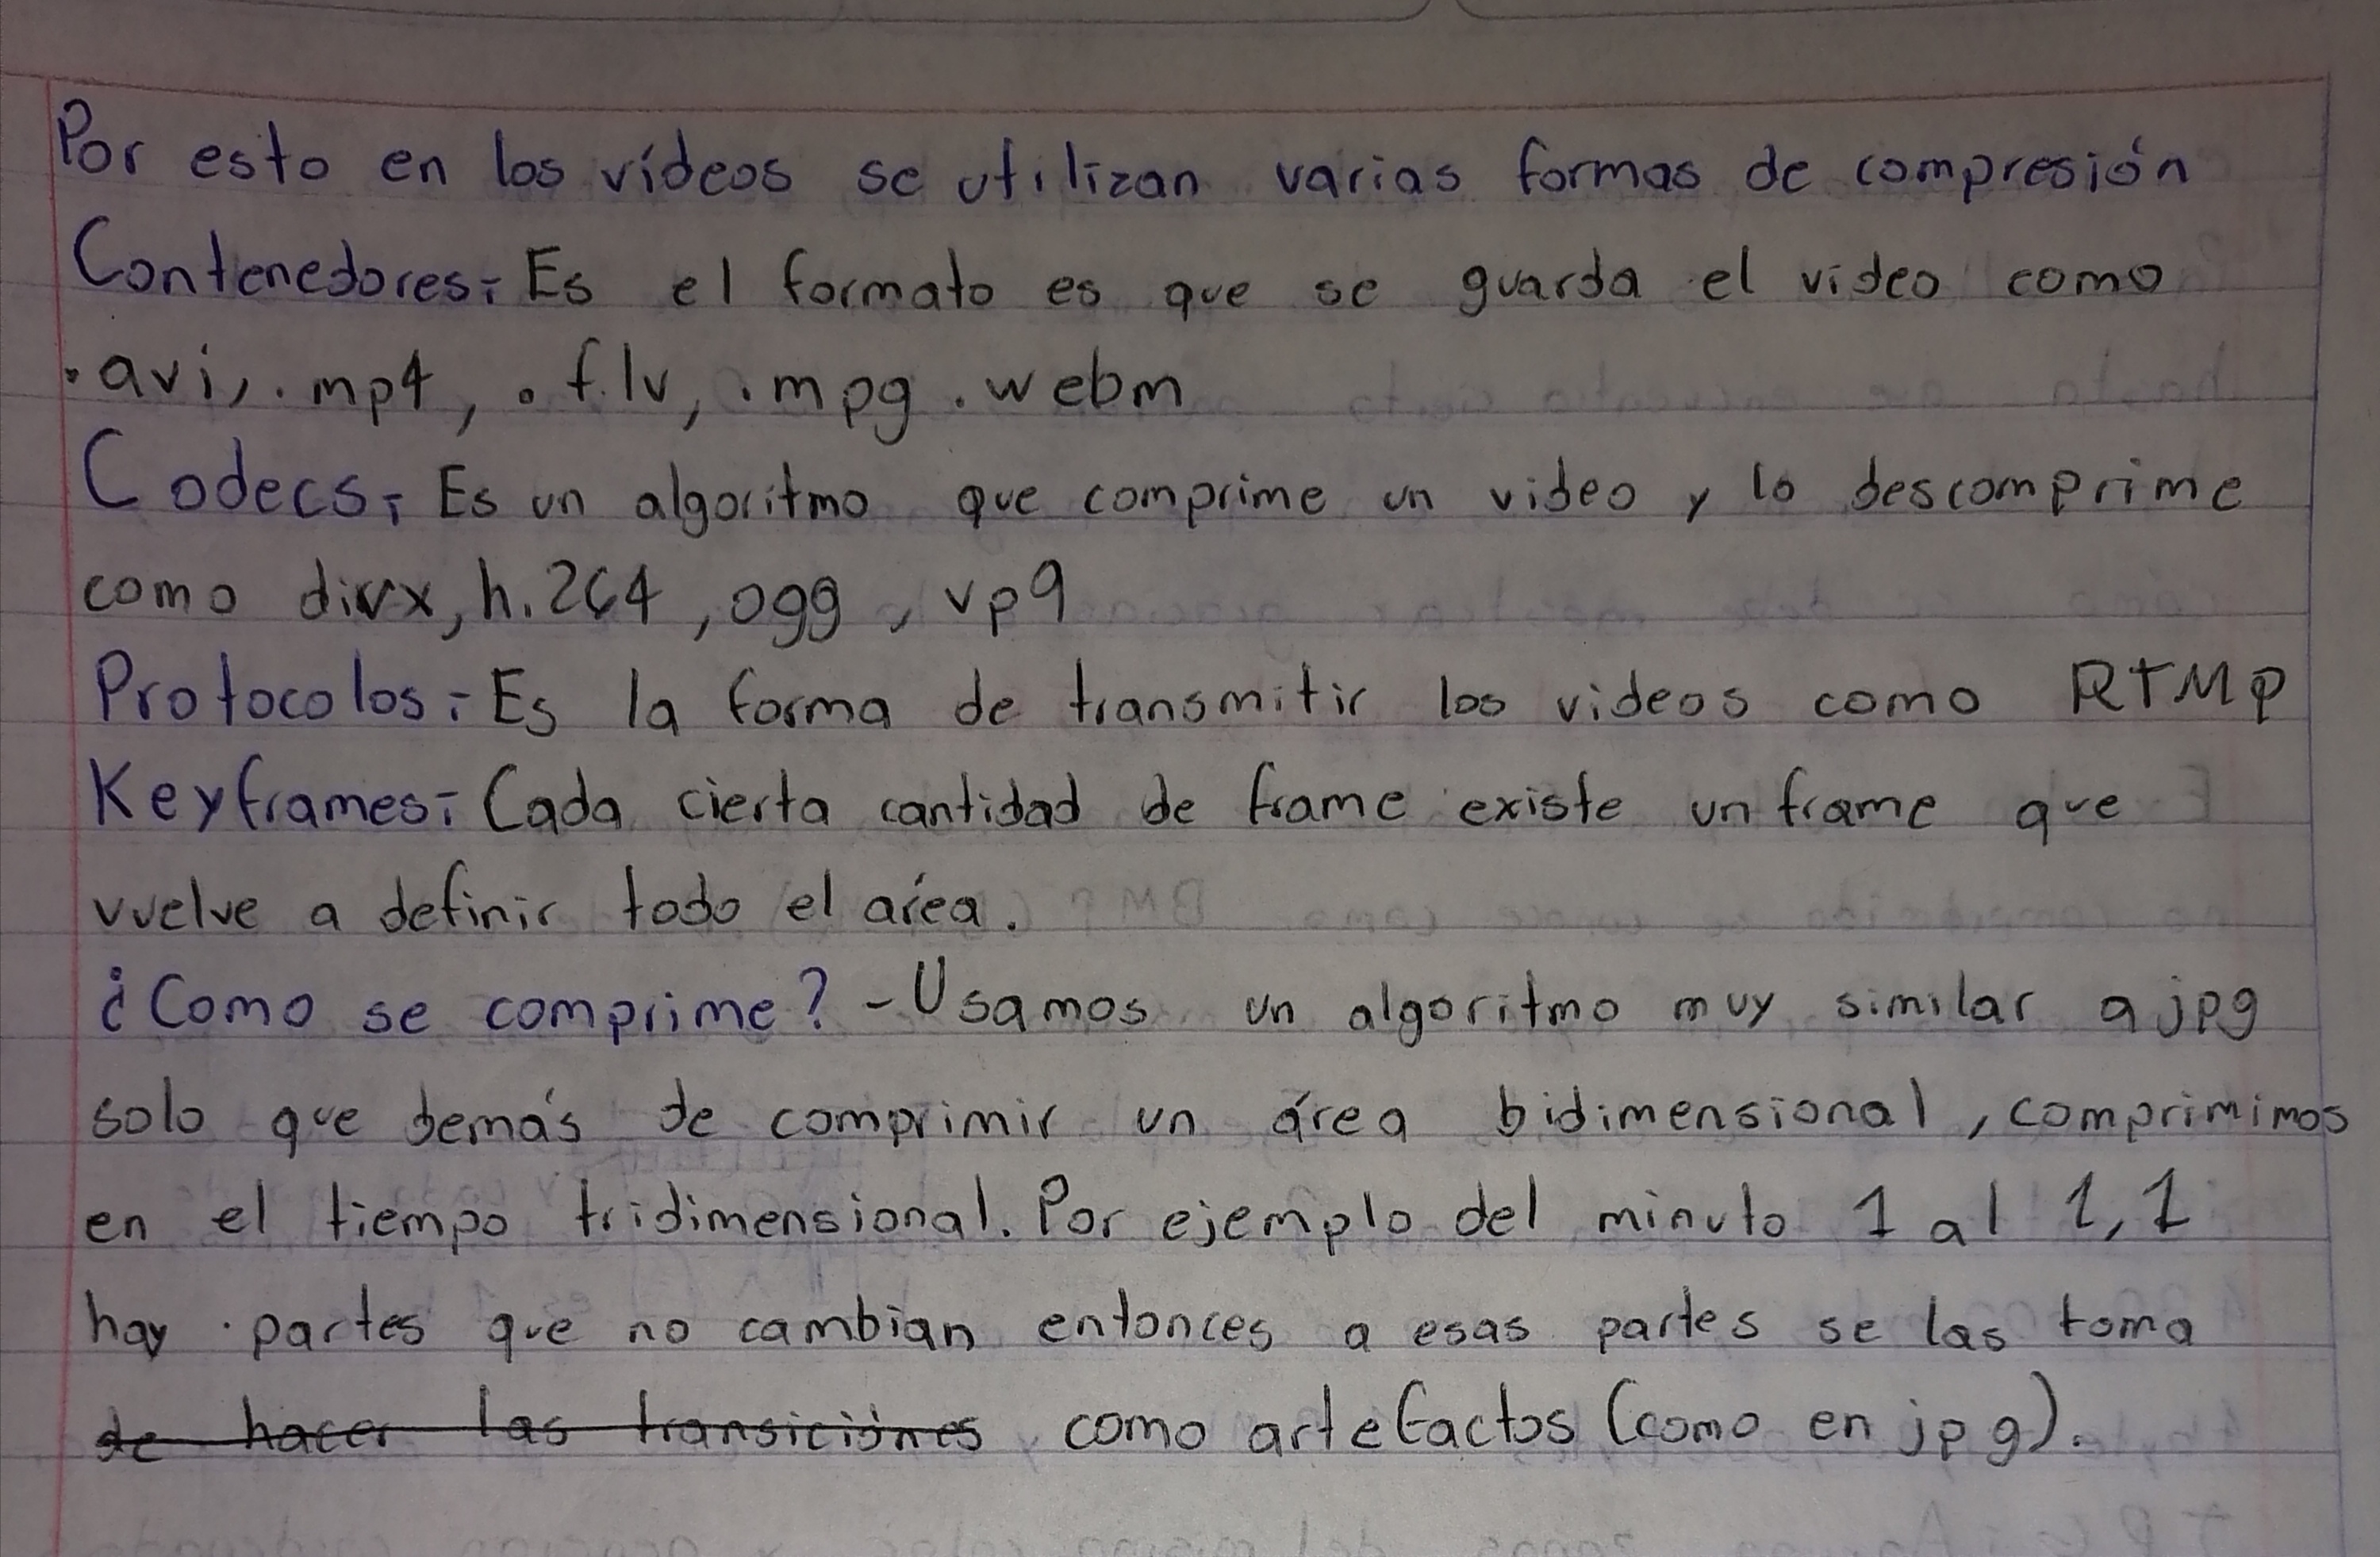 Por esto en los vídeos se utilizan varias formas de compresión
Contenedores: Es el formato es que se guarda el video como
.avi, .mp4, .flv, .mpg .webm
Codecs: Es un algoritmo que comprime un video y lo descomprime
como divx, h.264, ogg, vp9
Protocolos: Es la forma de transmitir los videos como RTMP
Keyframes: Cada cierta cantidad de frame existe un frame que
vuelve a definir todo el aréa.
¿Como se comprime? - Usamos un algoritmo muy similar a jpg
solo que demás de comprimir un área bidimensional, comprimimos
en el tiempo tridimensional. Por ejemplo del minuto 1 al 1,1
hay partes que no cambian entonces a esas partes se las toma
de hacer las transiciónes como artefactos (como en jpg).